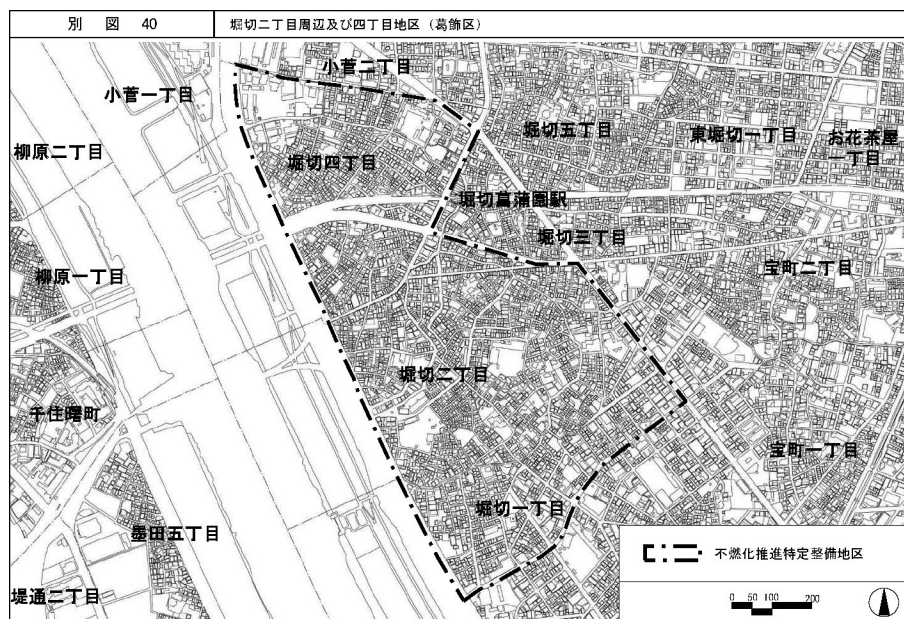 別 図 40 堀切二丁目周辺及び四丁目地区（葛飾区）
小菅二丁目
小菅一丁目
堀切五丁目
東堀切一丁目
お花茶屋
一丁目
柳原二丁目
堀切四丁目
堀切菖蒲園駅
堀切三丁目
宝町二丁目
柳原一丁目
堀切二丁目
千住曙町
宝町一丁目
堀切一丁目
墨田五丁目
不燃化推進特定整備地区
堤通二丁目
0 50 100 200